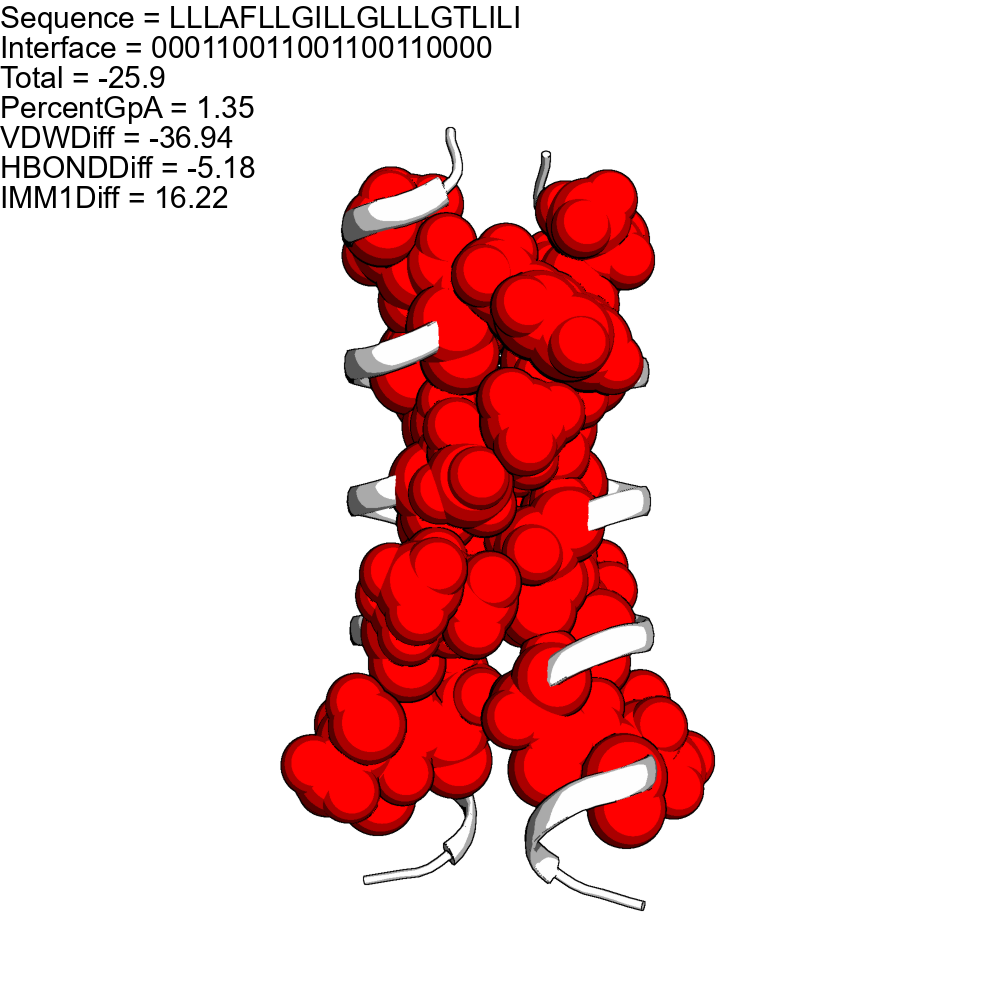 Sequence = LLLAFLLGILLGLLLGTLILI
Interface = 000110011001100110000
Total = -25.9
PercentGpA = 1.35
VDWDiff = -36.94
HBONDDiff = -5.18
IMM1Diff = 16.22